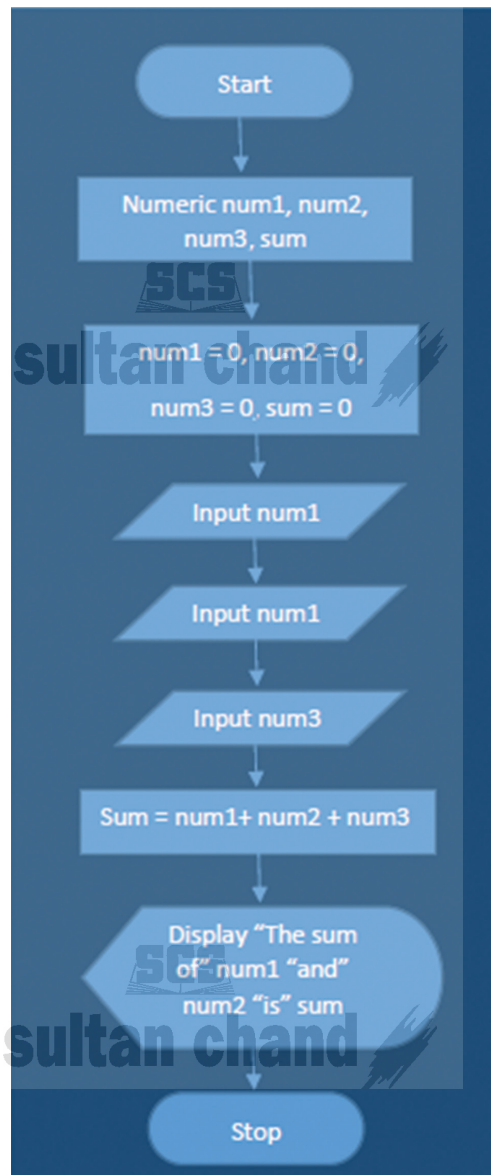 Start
Numeric num1, num2,
num3, sum
SCS
sultan chand
num1 = 0, num2 = 0,
num3 = 0, sum = 0
Input num1
Input num1
Input num3
Sum = num1+ num2 + num3
Display “The sum
of” num1 “and”
num2 “is” sum
SCS
sultan chand
Stop